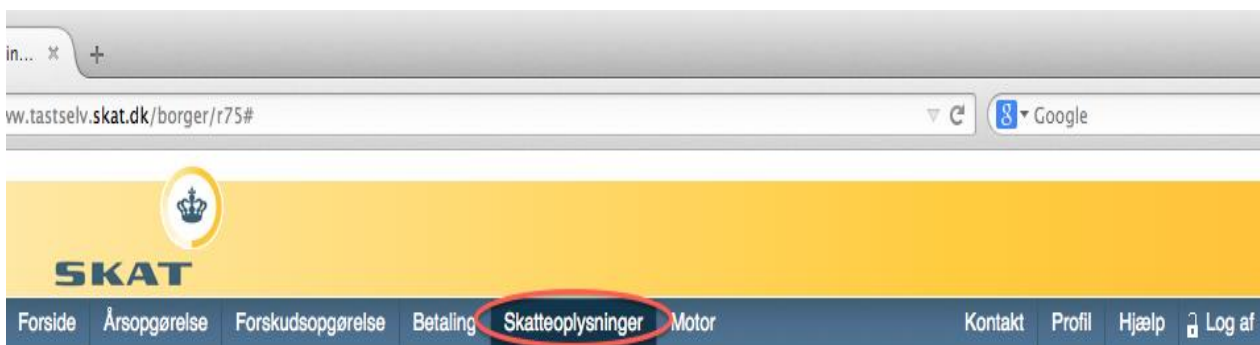 in... × +
ww.tastselv.skat.dk/borger/r75#
8 Google
SKAT
Forside Årsopgørelse Forskudsopgørelse Betaling Skatteoplysninger Motor Kontakt Profil Hjælp Log af